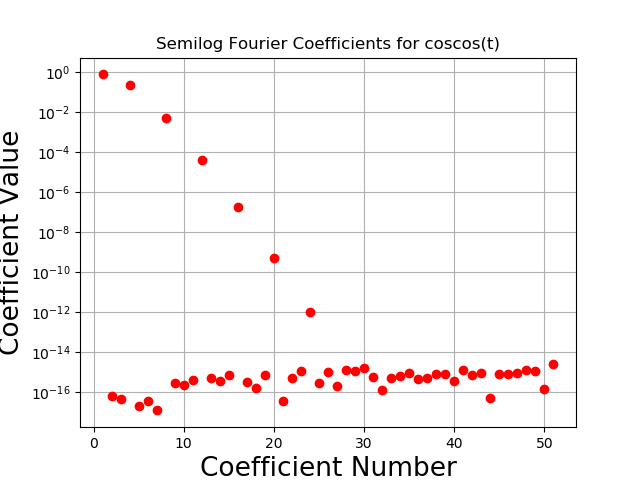 Semilog Fourier Coefficients for coscos(t)
Coefficient Value
10^0
10^-2
10^-4
10^-6
10^-8
10^-10
10^-12
10^-14
10^-16
0 10 20 30 40 50
Coefficient Number